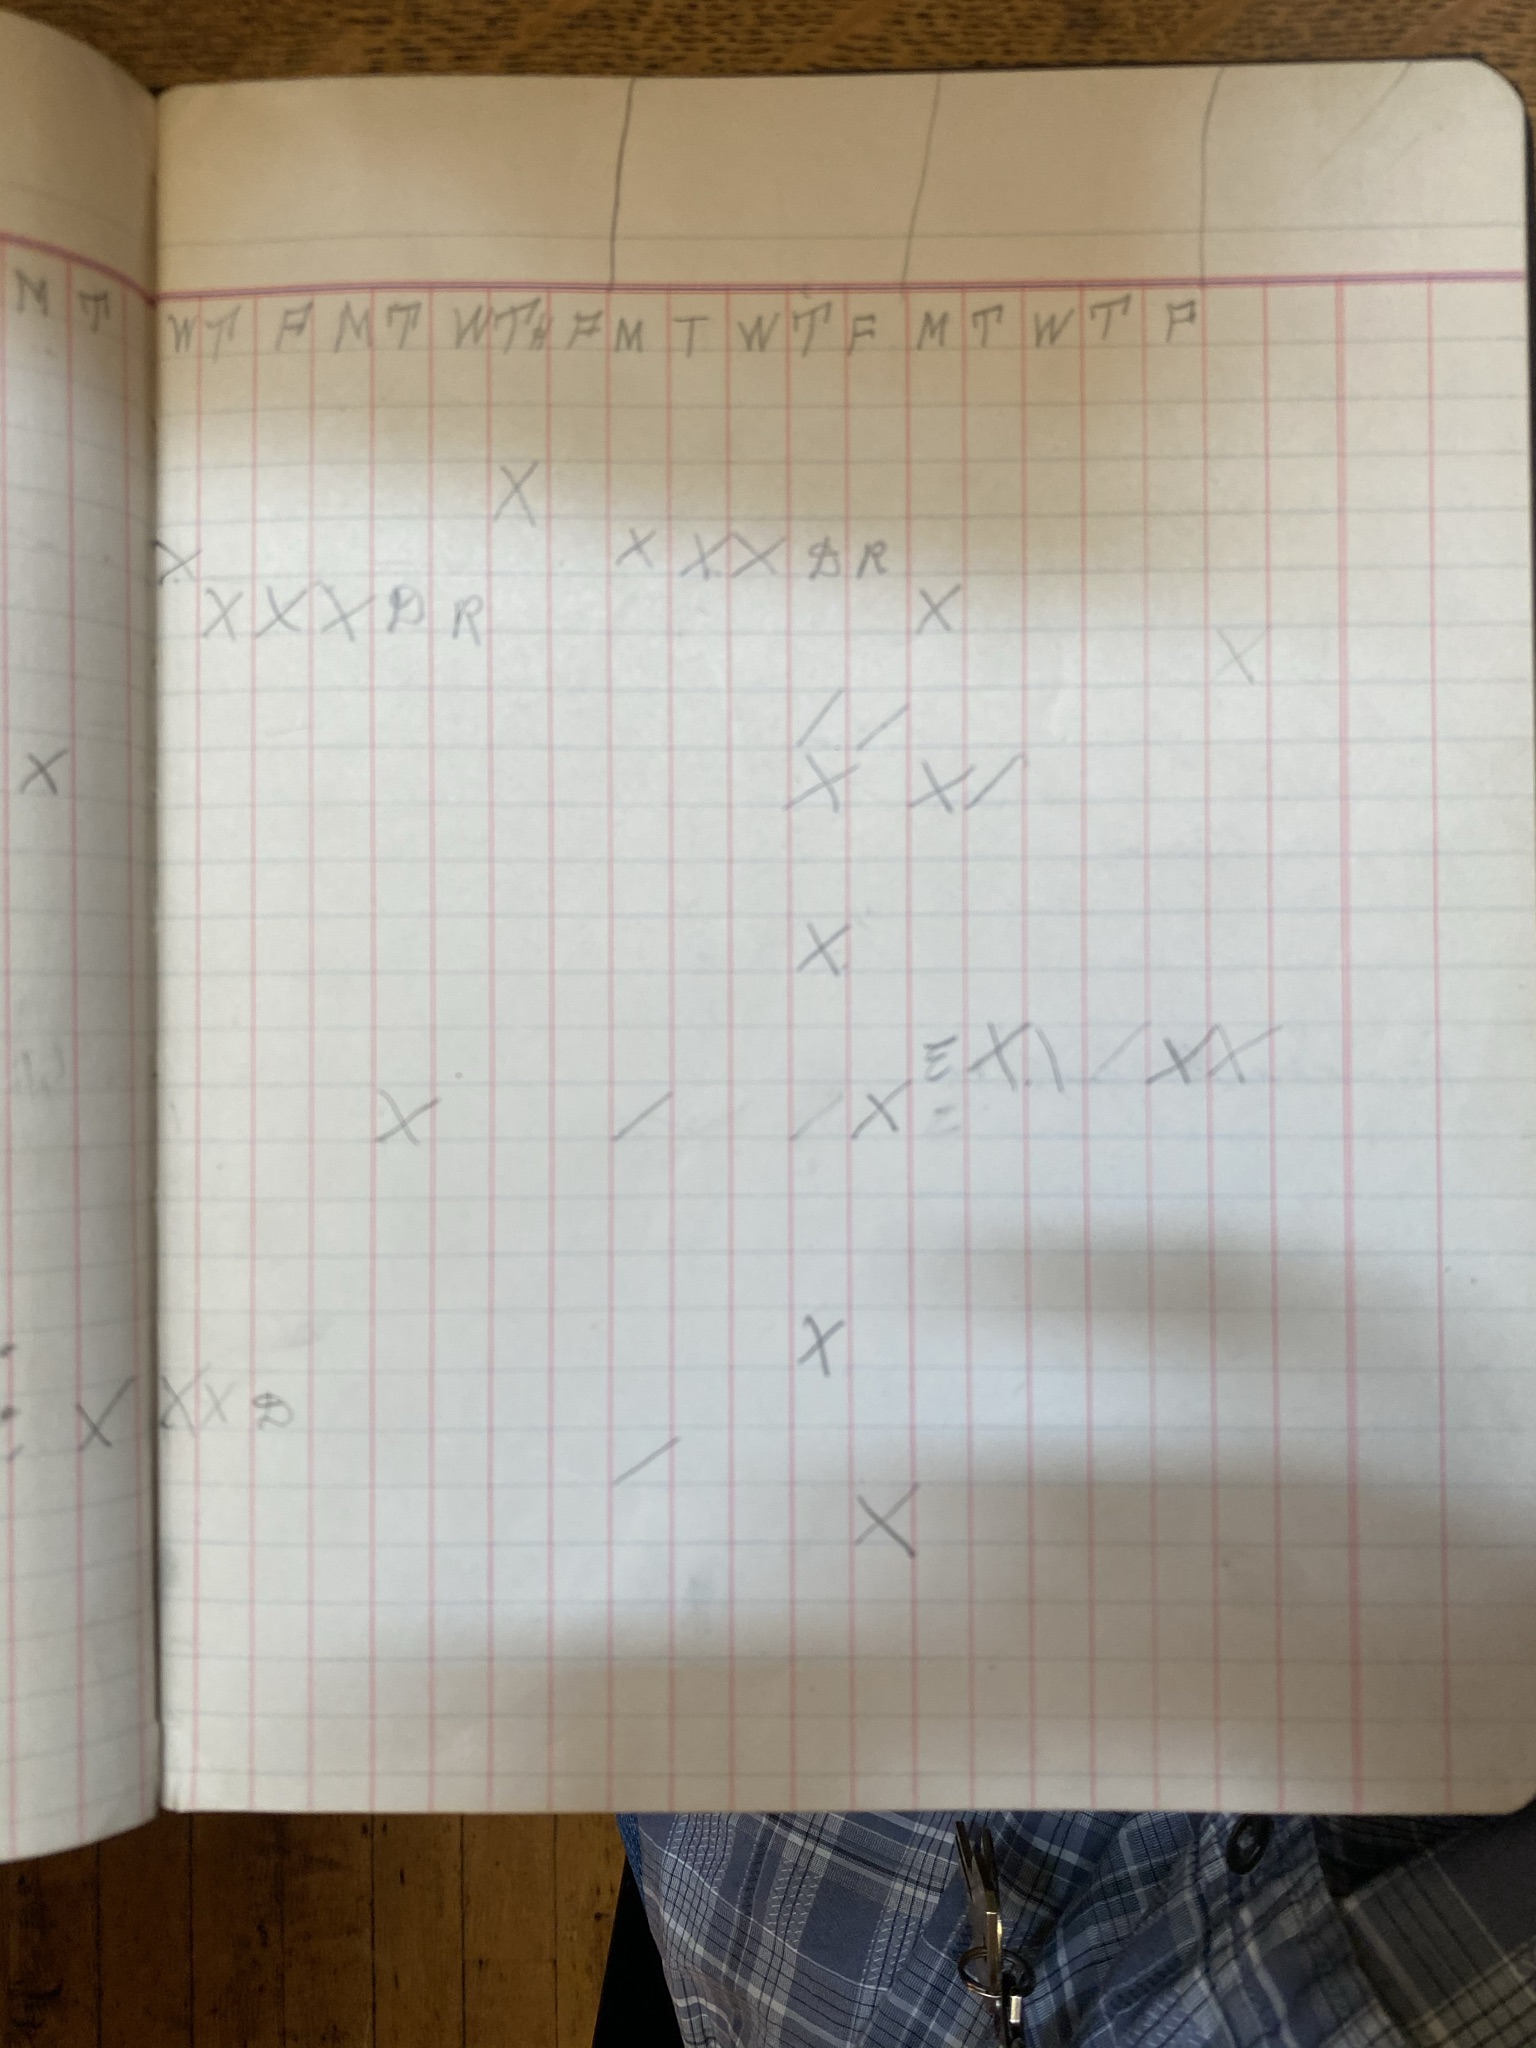 M T W T F M T W TH F M T W T F M T W T F
X
X X X X D R
X X X D R X
X
/ /
X X X /
X
E X \ / X X
X / / X =
X
X X X D
/
X